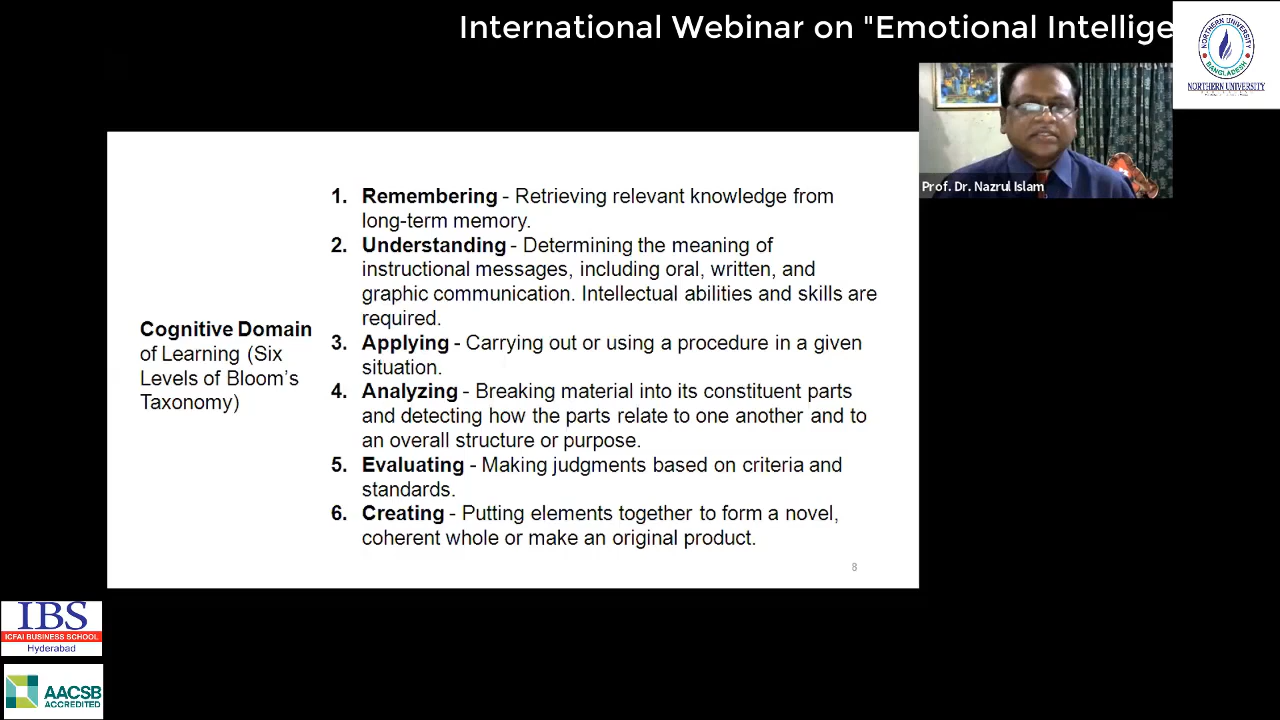 International Webinar on "Emotional Intellige
NORTHERN UNIVERSITY
BANGLADESH
NORTHERN UNIVERSITY
Prof. Dr. Nazrul Islam
Cognitive Domain
of Learning (Six
Levels of Bloom's
Taxonomy)
1. Remembering - Retrieving relevant knowledge from
long-term memory.
2. Understanding - Determining the meaning of
instructional messages, including oral, written, and
graphic communication. Intellectual abilities and skills are
required.
3. Applying - Carrying out or using a procedure in a given
situation.
4. Analyzing - Breaking material into its constituent parts
and detecting how the parts relate to one another and to
an overall structure or purpose.
5. Evaluating - Making judgments based on criteria and
standards.
6. Creating - Putting elements together to form a novel,
coherent whole or make an original product.
8
IBS
ICFAI BUSINESS SCHOOL
Hyderabad
AACSB
ACCREDITED